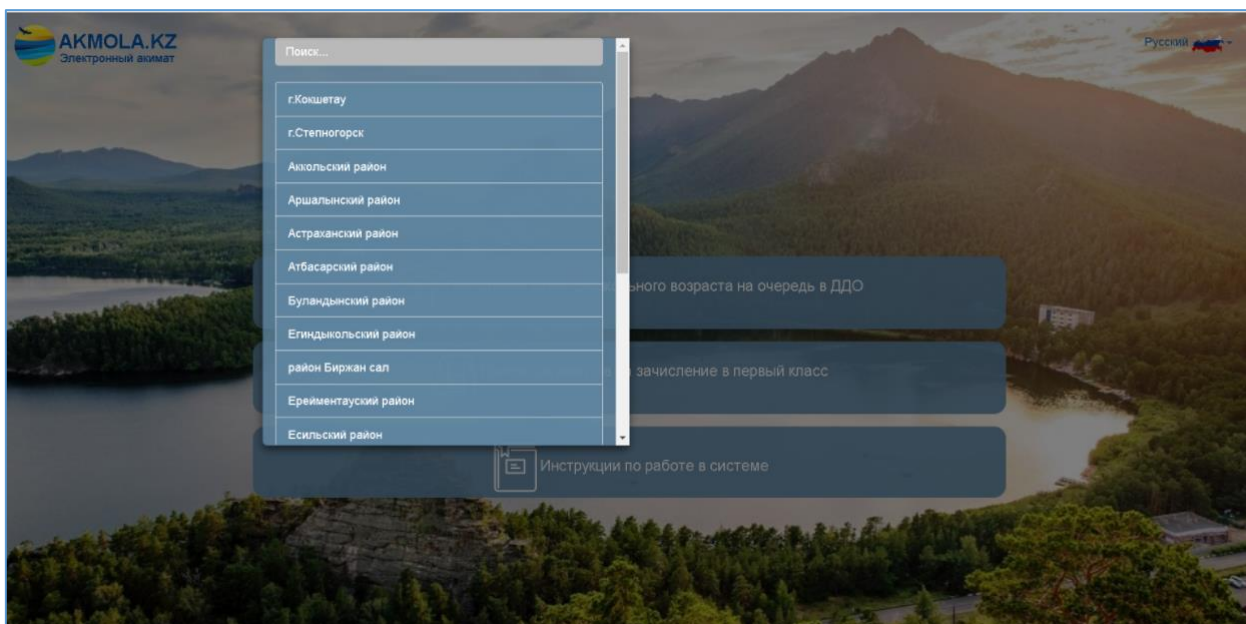 AKMOLA.KZ
Электронный акимат
Русский
Поиск...
г.Кокшетау
г.Степногорск
Аккольский район
Аршалынский район
Астраханский район
Атбасарский район
Буландынский район
Егиндыкольский район
район Биржан сал
Ерейментауский район
Есильский район
возраста на очередь в ДДО
зачисление в первый класс
Инструкции по работе в системе